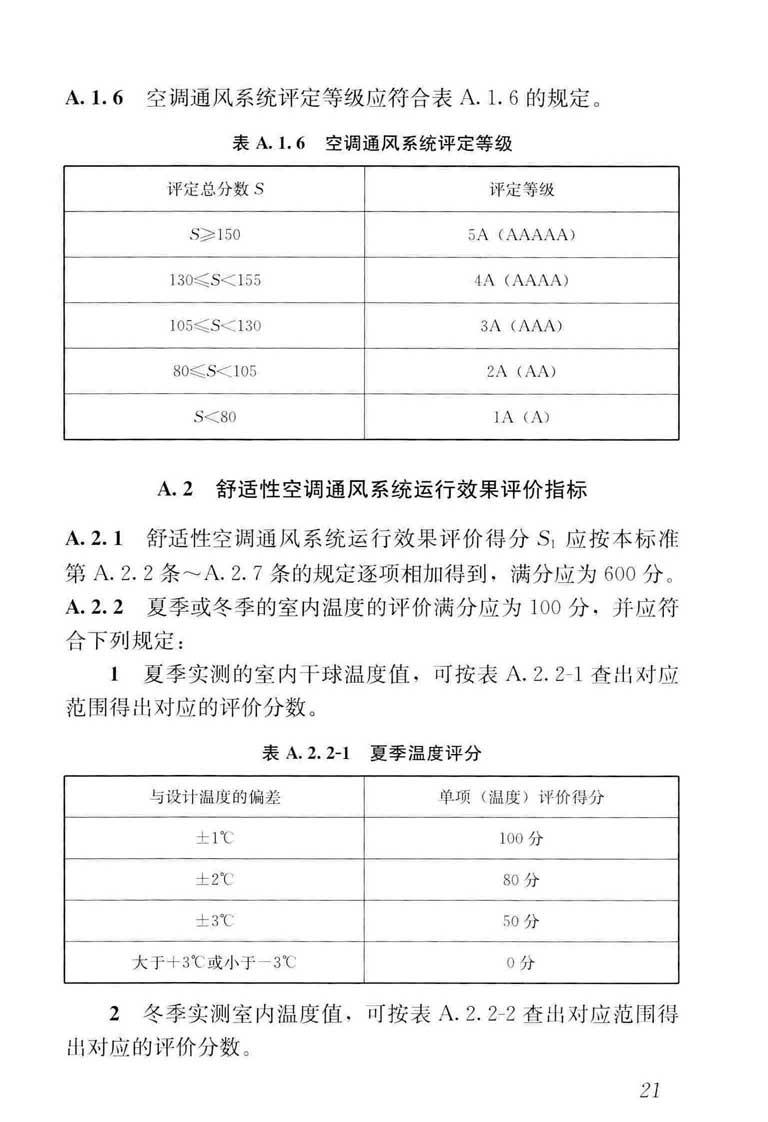 A. 1. 6 空调通风系统评定等级应符合表 A. 1. 6 的规定。
表 A. 1. 6 空调通风系统评定等级
评定总分数 S 评定等级
S≥150 5A（AAAAA）
130≤S<155 4A（AAAA）
105≤S<130 3A（AAA）
80≤S<105 2A（AA）
S<80 1A（A）
A. 2 舒适性空调通风系统运行效果评价指标
A. 2. 1 舒适性空调通风系统运行效果评价得分 S₁ 应按本标准
第 A. 2. 2 条～A. 2. 7 条的规定逐项相加得到，满分应为 600 分。
A. 2. 2 夏季或冬季的室内温度的评价满分应为 100 分，并应符
合下列规定：
1 夏季实测的室内干球温度值，可按表 A. 2. 2-1 查出对应
范围得出对应的评价分数。
表 A. 2. 2-1 夏季温度评分
与设计温度的偏差 单项（温度）评价得分
±1℃ 100 分
±2℃ 80 分
±3℃ 50 分
大于+3℃或小于−3℃ 0 分
2 冬季实测室内温度值，可按表 A. 2. 2-2 查出对应范围得
出对应的评价分数。
21